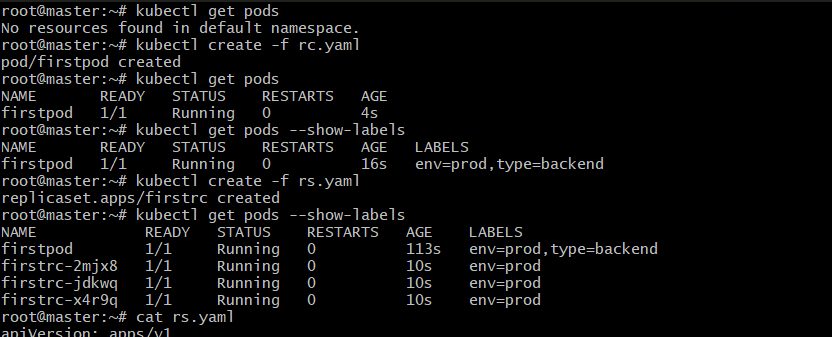 root@master:~# kubectl get pods
No resources found in default namespace.
root@master:~# kubectl create -f rc.yaml
pod/firstpod created
root@master:~# kubectl get pods
NAME       READY   STATUS    RESTARTS   AGE
firstpod   1/1     Running   0          4s
root@master:~# kubectl get pods --show-labels
NAME       READY   STATUS    RESTARTS   AGE   LABELS
firstpod   1/1     Running   0          16s   env=prod,type=backend
root@master:~# kubectl create -f rs.yaml
replicaset.apps/firstrc created
root@master:~# kubectl get pods --show-labels
NAME            READY   STATUS    RESTARTS   AGE    LABELS
firstpod        1/1     Running   0          113s   env=prod,type=backend
firstrc-2mjx8   1/1     Running   0          10s    env=prod
firstrc-jdkwq   1/1     Running   0          10s    env=prod
firstrc-x4r9q   1/1     Running   0          10s    env=prod
root@master:~# cat rs.yaml
apiVersion: apps/v1